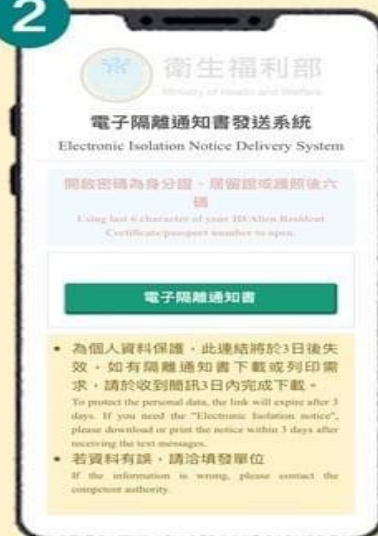 2
衛生福利部
Ministry of Health and Welfare
電子隔離通知書發送系統
Electronic Isolation Notice Delivery System
開啟密碼為身分證、居留證或護照後六
碼
Using last 6 character of your ID/Alien Resident
Certificate/passport number to open.
電子隔離通知書
• 為個人資料保護，此連結將於3日後失
效，如有隔離通知書下載或列印需
求，請於收到簡訊3日內完成下載。
To protect the personal data, the link will expire after 3
days. If you need the "Electronic Isolation notice",
please download or print the notice within 3 days after
receiving the text messages.
• 若資料有誤，請洽填發單位
If the information is wrong, please contact the
competent authority.